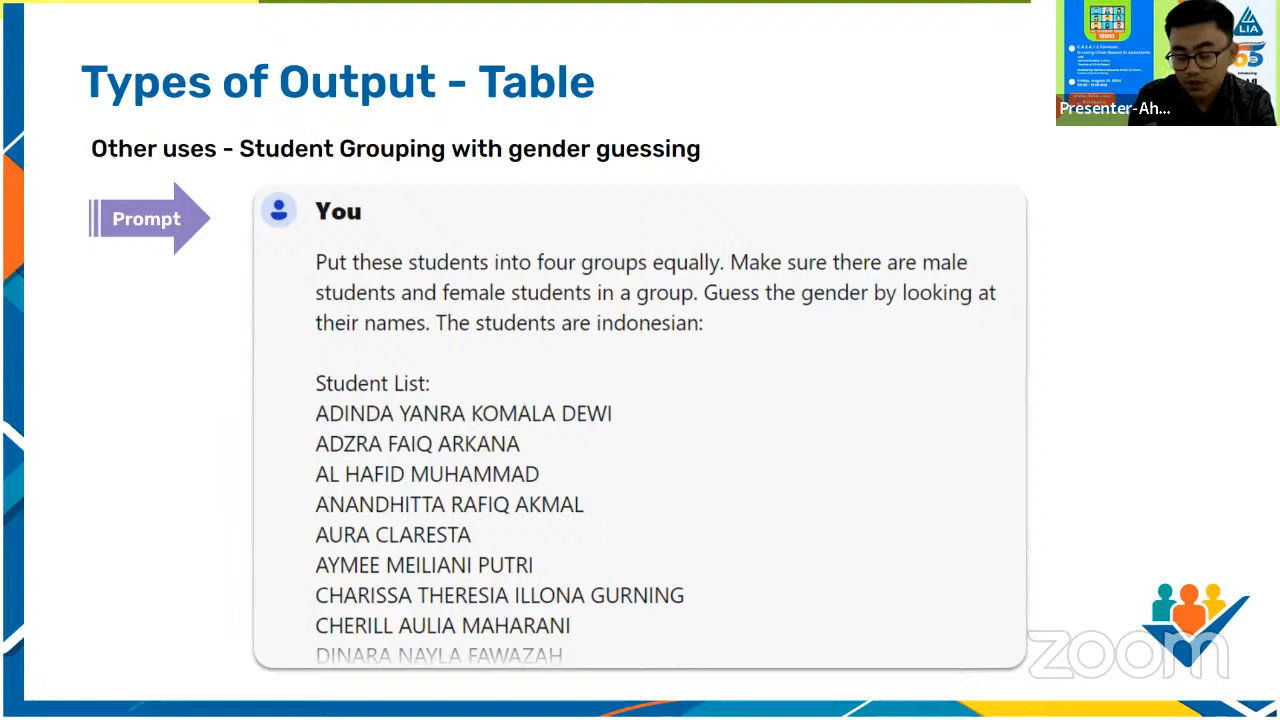 Types of Output - Table
Other uses - Student Grouping with gender guessing
Prompt
You
Put these students into four groups equally. Make sure there are male
students and female students in a group. Guess the gender by looking at
their names. The students are indonesian:
Student List:
ADINDA YANRA KOMALA DEWI
ADZRA FAIQ ARKANA
AL HAFID MUHAMMAD
ANANDHITTA RAFIQ AKMAL
AURA CLARESTA
AYMEE MEILIANI PUTRI
CHARISSA THERESIA ILLONA GURNING
CHERILL AULIA MAHARANI
DINARA NAYLA FAWAZAH
LIA
Presenter-Ah...
zoom